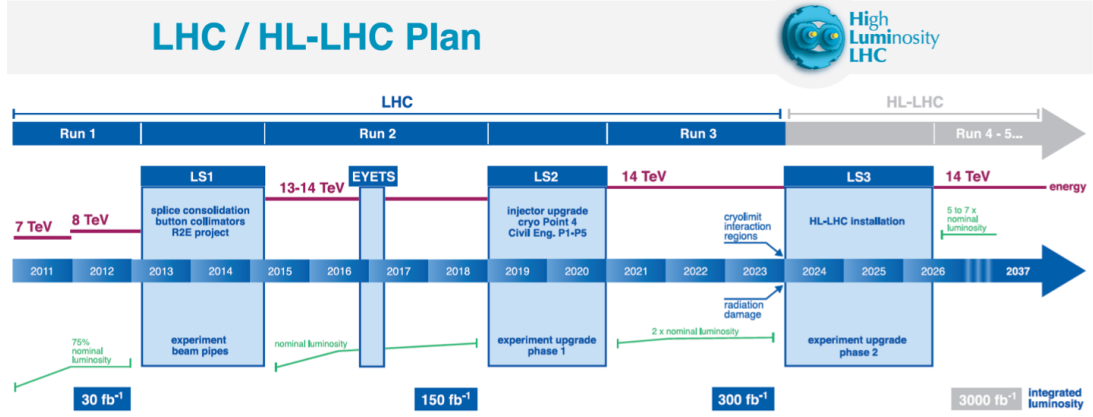 LHC / HL-LHC Plan
High
Luminosity
LHC
LHC
HL-LHC
Run 1
Run 2
Run 3
Run 4 - 5...
LS1
EYETS
LS2
LS3
13-14 TeV
14 TeV
14 TeV
energy
7 TeV
8 TeV
splice consolidation
button collimators
R2E project
injector upgrade
cryo Point 4
Civil Eng. P1-P5
cryolimit
interaction
regions
HL-LHC installation
5 to 7 x
nominal
luminosity
2011
2012
2013
2014
2015
2016
2017
2018
2019
2020
2021
2022
2023
2024
2025
2026
2037
radiation
damage
75%
nominal
luminosity
experiment
beam pipes
nominal luminosity
experiment upgrade
phase 1
2 x nominal luminosity
experiment upgrade
phase 2
30 fb⁻¹
150 fb⁻¹
300 fb⁻¹
3000 fb⁻¹
integrated
luminosity